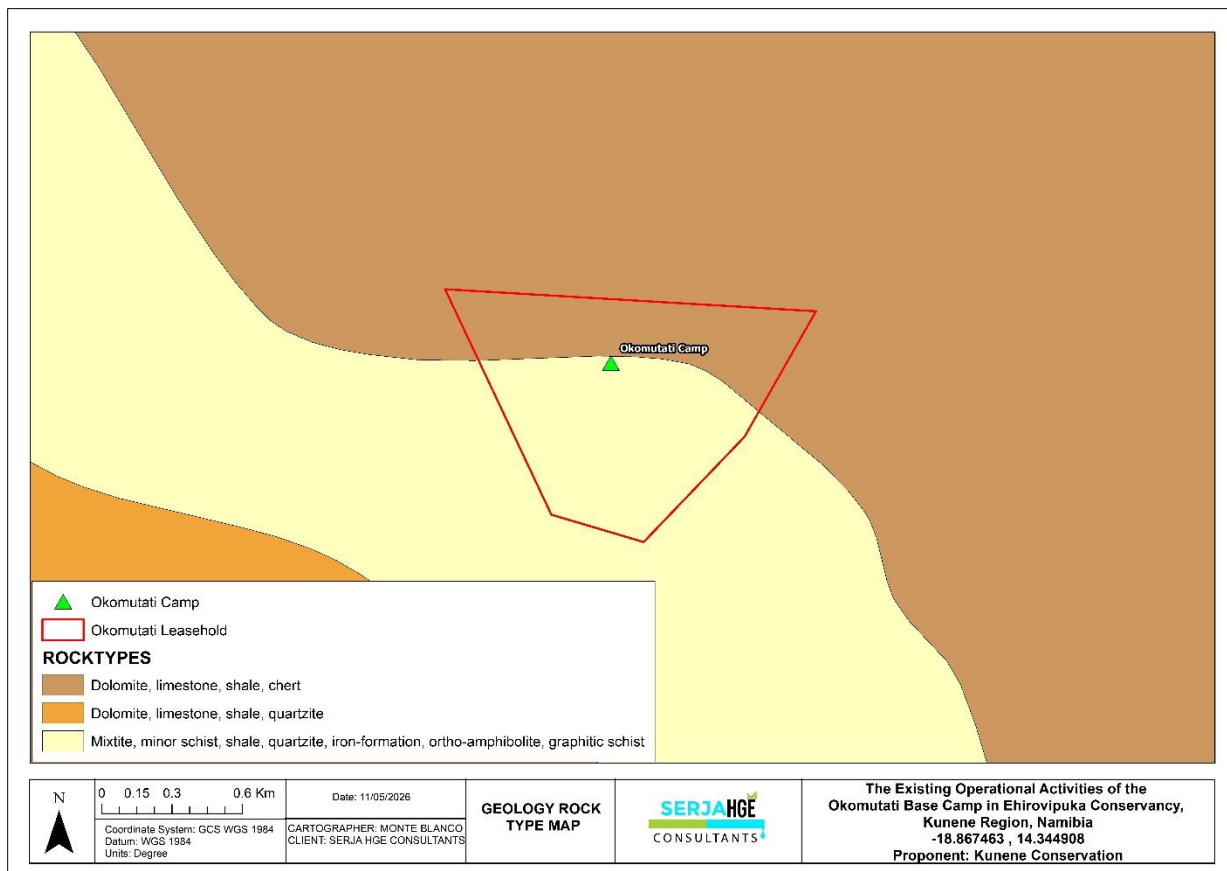 Okomutati Camp
Okomutati Camp
Okomutati Leasehold
ROCKTYPES
Dolomite, limestone, shale, chert
Dolomite, limestone, shale, quartzite
Mixtite, minor schist, shale, quartzite, iron-formation, ortho-amphibolite, graphitic schist
N
0 0.15 0.3 0.6 Km
Coordinate System: GCS WGS 1984
Datum: WGS 1984
Units: Degree
Date: 11/05/2026
CARTOGRAPHER: MONTE BLANCO
CLIENT: SERJA HGE CONSULTANTS
GEOLOGY ROCK
TYPE MAP
SERJA HGE
CONSULTANTS
The Existing Operational Activities of the
Okomutati Base Camp in Ehirovipuka Conservancy,
Kunene Region, Namibia
-18.867463 , 14.344908
Proponent: Kunene Conservation